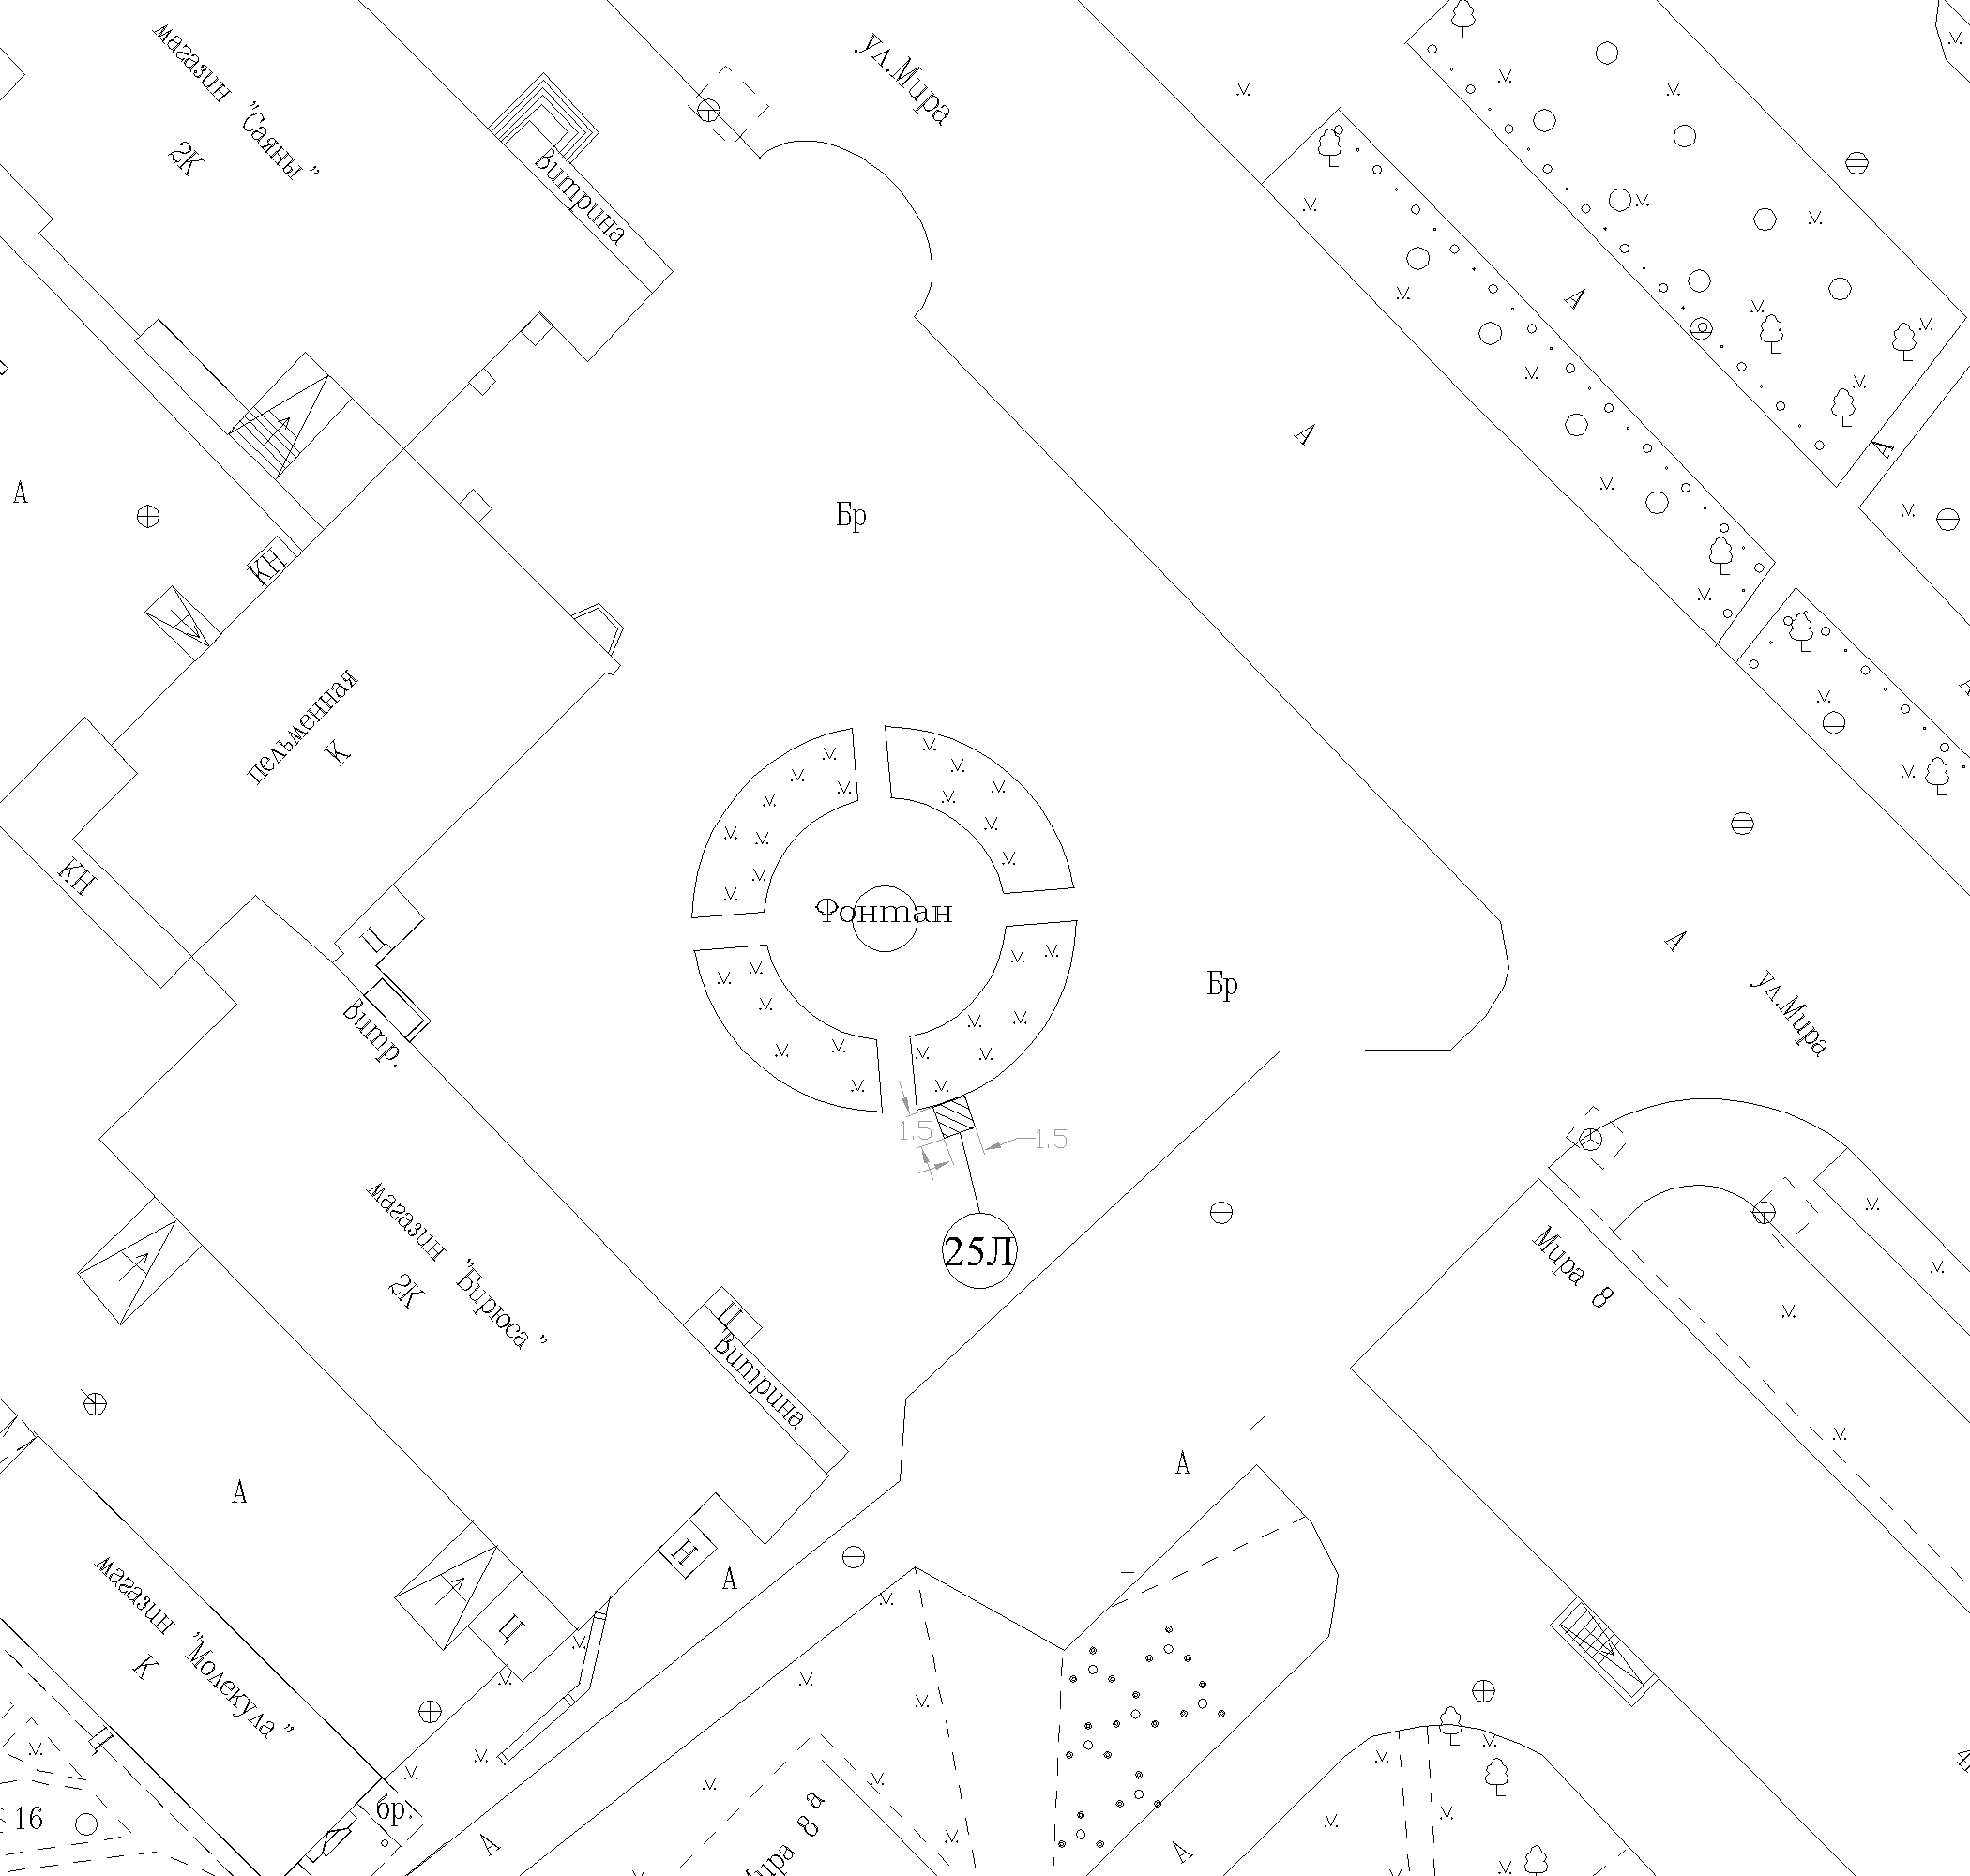 магазин "Саяны"
2К
ул.Мира
Витрина
А
А
А
А
Бр
КН
пельменная
К
КН
Фонтан
Ц
Витр.
Бр
А
ул.Мира
1.5
1.5
25Л
магазин "Бирюса"
2К
Ц
Витрина
Мира 8
А
А
Н
А
Ц
магазин "Молекула"
К
Ц
бр.
16
А
А
8 а